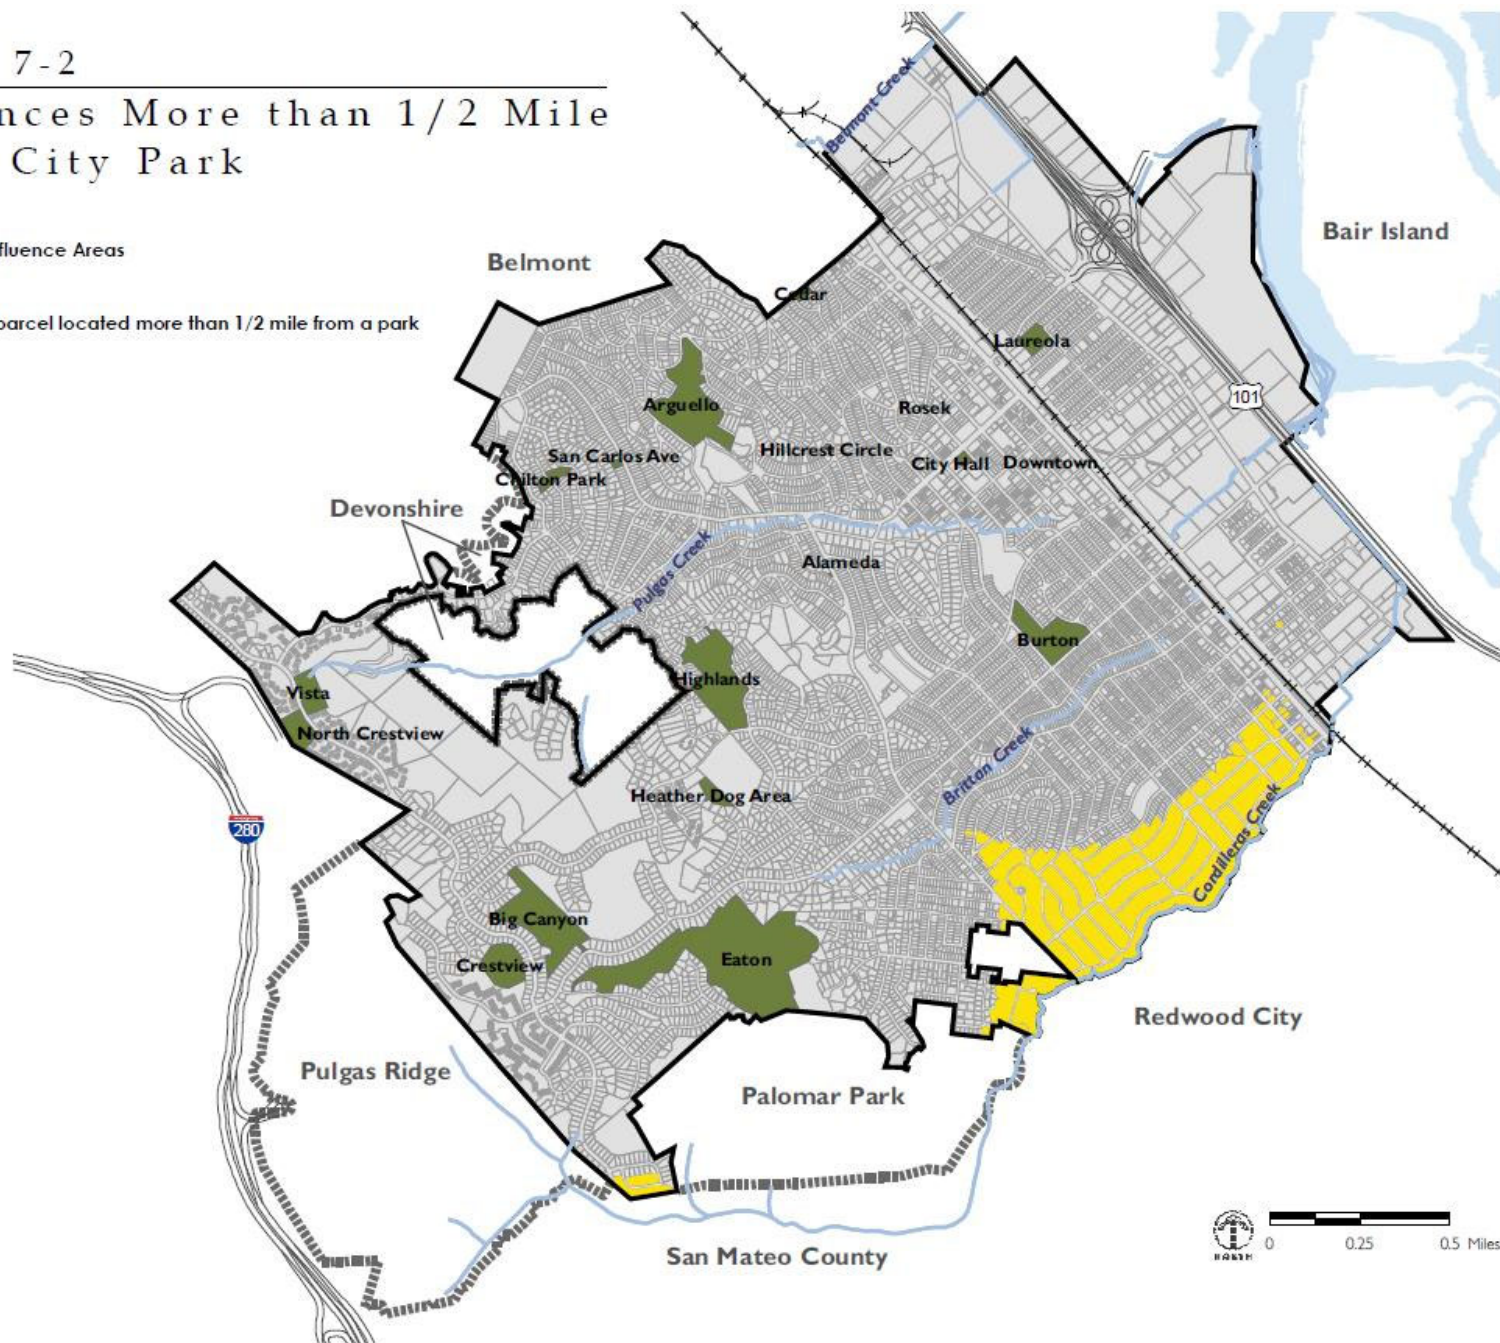 7-2
nces More than 1/2 Mile
City Park
fluence Areas
parcel located more than 1/2 mile from a park
Belmont Creek
Bair Island
Belmont
Cedar
Laureola
101
Arguello
Rosek
San Carlos Ave
Hillcrest Circle
City Hall
Downtown
Chilton Park
Devonshire
Pulgas Creek
Alameda
Burton
Highlands
Vista
North Crestview
Brittan Creek
Heather Dog Area
280
Cordilleras Creek
Big Canyon
Crestview
Eaton
Redwood City
Pulgas Ridge
Palomar Park
San Mateo County
NORTH
0 0.25 0.5 Miles